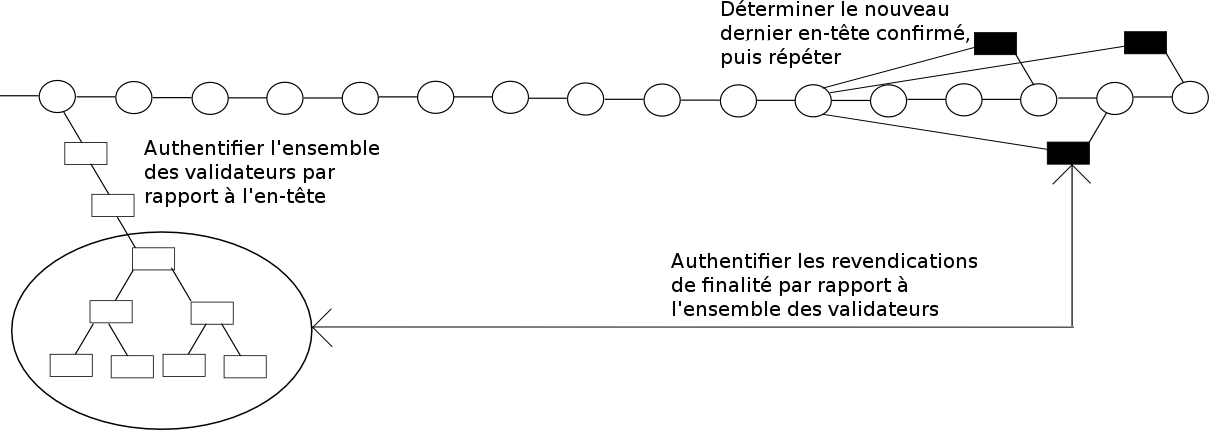 Déterminer le nouveau
dernier en-tête confirmé,
puis répéter
Authentifier l'ensemble
des validateurs par
rapport à l'en-tête
Authentifier les revendications
de finalité par rapport à
l'ensemble des validateurs